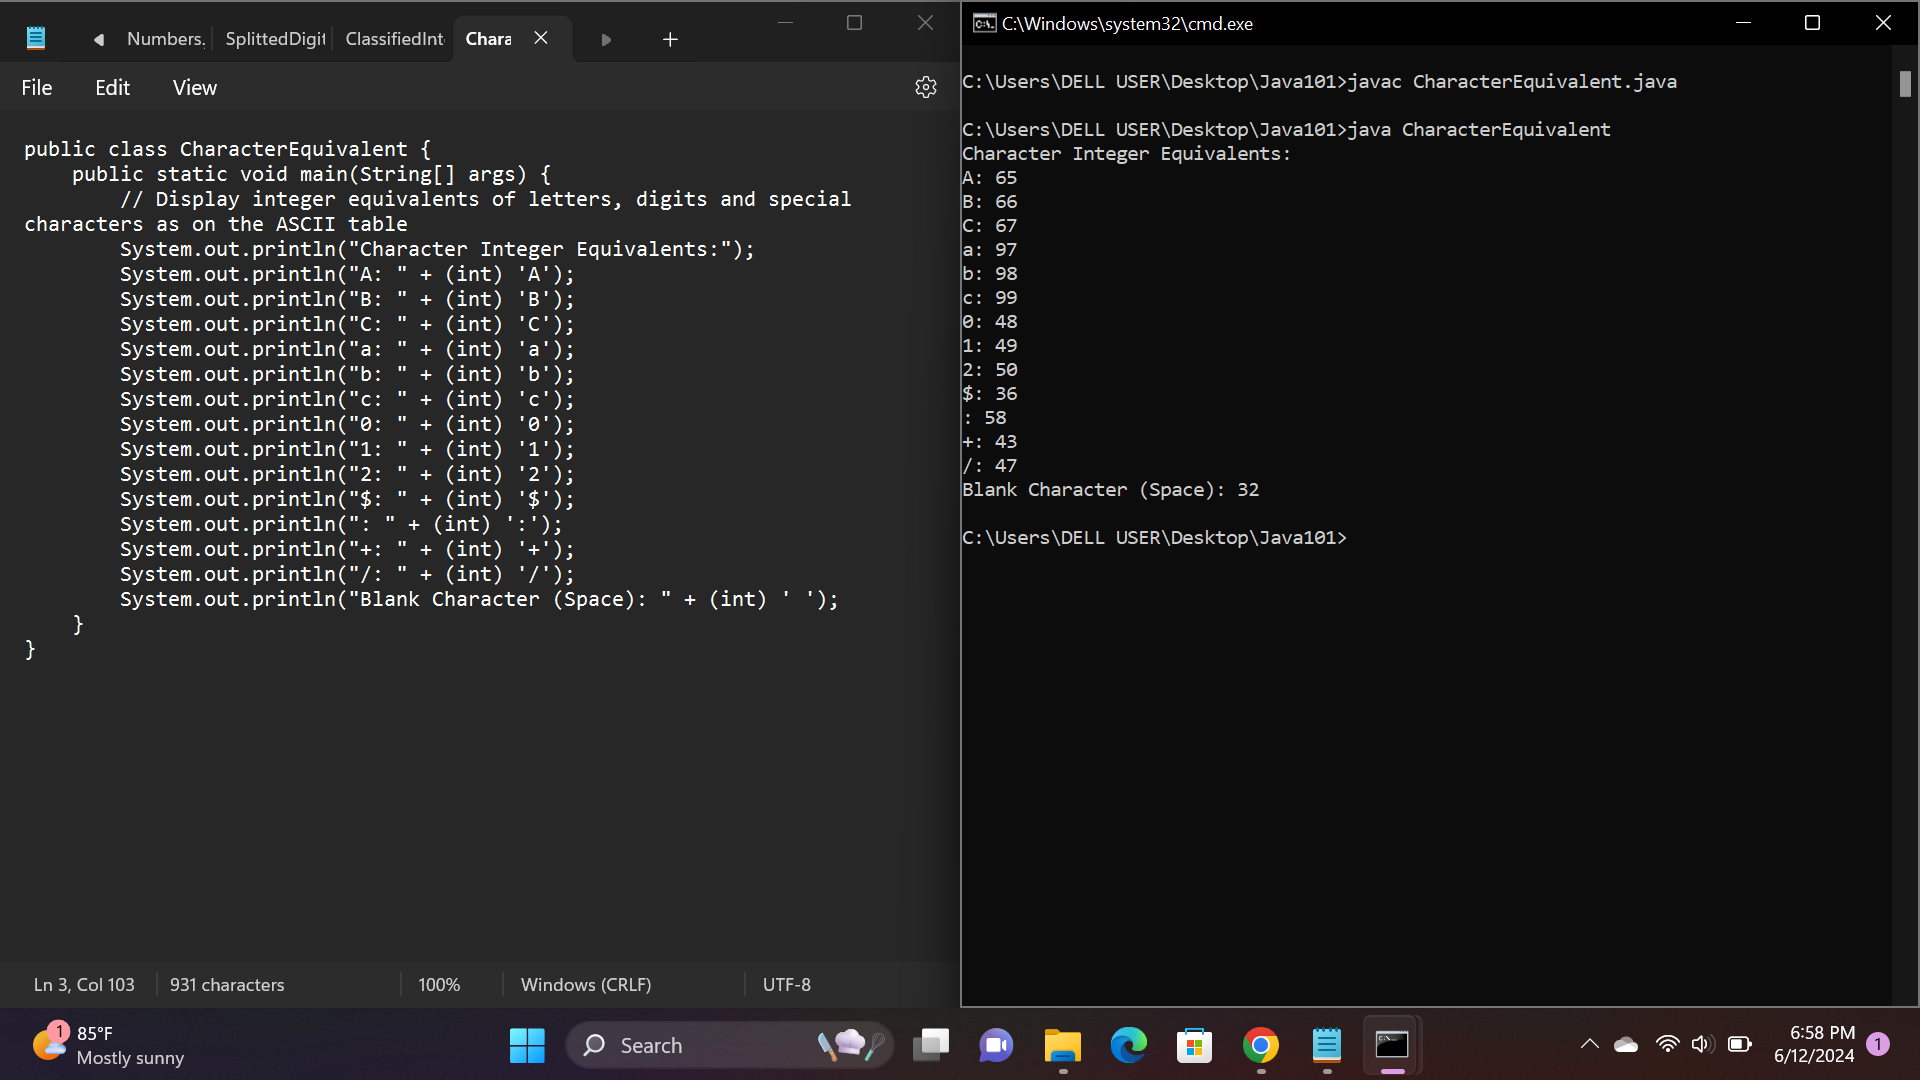 Numbers. SplittedDigit ClassifiedInt Chara
File Edit View
public class CharacterEquivalent {
    public static void main(String[] args) {
        // Display integer equivalents of letters, digits and special
characters as on the ASCII table
        System.out.println("Character Integer Equivalents:");
        System.out.println("A: " + (int) 'A');
        System.out.println("B: " + (int) 'B');
        System.out.println("C: " + (int) 'C');
        System.out.println("a: " + (int) 'a');
        System.out.println("b: " + (int) 'b');
        System.out.println("c: " + (int) 'c');
        System.out.println("0: " + (int) '0');
        System.out.println("1: " + (int) '1');
        System.out.println("2: " + (int) '2');
        System.out.println("$: " + (int) '$');
        System.out.println(": " + (int) ':');
        System.out.println("+: " + (int) '+');
        System.out.println("/: " + (int) '/');
        System.out.println("Blank Character (Space): " + (int) ' ');
    }
}
Ln 3, Col 103 931 characters 100% Windows (CRLF) UTF-8
C:\Windows\system32\cmd.exe
C:\Users\DELL USER\Desktop\Java101>javac CharacterEquivalent.java
C:\Users\DELL USER\Desktop\Java101>java CharacterEquivalent
Character Integer Equivalents:
A: 65
B: 66
C: 67
a: 97
b: 98
c: 99
0: 48
1: 49
2: 50
$: 36
: 58
+: 43
/: 47
Blank Character (Space): 32
C:\Users\DELL USER\Desktop\Java101>
1 85°F
Mostly sunny
Search
6:58 PM
6/12/2024
1